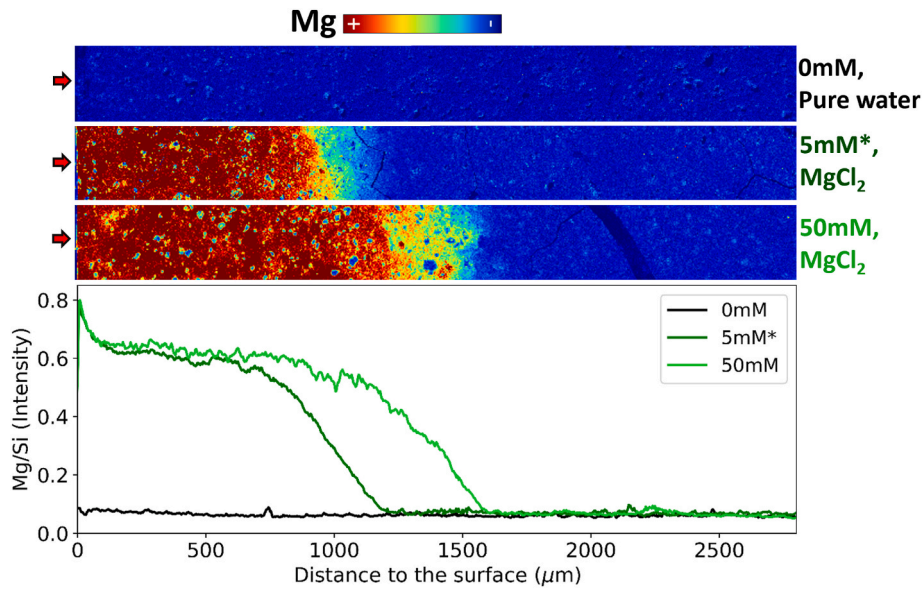 Mg + -
0mM,
Pure water
5mM*,
MgCl₂
50mM,
MgCl₂
0.8
0.6
0.4
0.2
0.0
Mg/Si (Intensity)
0mM
5mM*
50mM
0 500 1000 1500 2000 2500
Distance to the surface (μm)